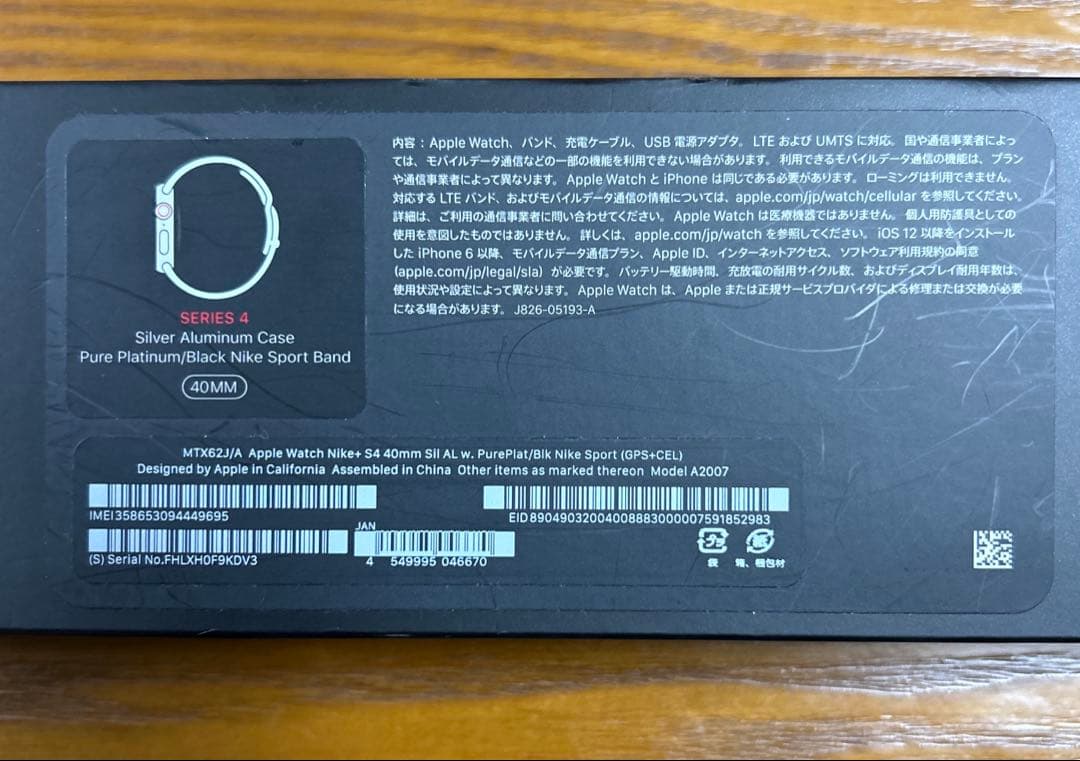 内容：Apple Watch、バンド、充電ケーブル、USB 電源アダプタ。LTE および UMTS に対応。国や通信事業者によっ
ては、モバイルデータ通信などの一部の機能を利用できない場合があります。利用できるモバイルデータ通信の機能は、プラン
や通信事業者によって異なります。Apple Watch と iPhone は同じである必要があります。ローミングは利用できません。
対応する LTE バンド、およびモバイルデータ通信の情報については、apple.com/jp/watch/cellular を参照してください。
詳細は、ご利用の通信事業者に問い合わせてください。Apple Watch は医療機器ではありません。個人用防護具としての
使用を意図したものではありません。詳しくは、apple.com/jp/watch を参照してください。iOS 12 以降をインストール
した iPhone 6 以降、モバイルデータ通信プラン、Apple ID、インターネットアクセス、ソフトウェア利用規約の同意
(apple.com/jp/legal/sla) が必要です。バッテリー駆動時間、充放電の耐用サイクル数、およびディスプレイ耐用年数は、
使用状況や設定によって異なります。Apple Watch は、Apple または正規サービスプロバイダによる修理または交換が必要
になる場合があります。J826-05193-A
SERIES 4
Silver Aluminum Case
Pure Platinum/Black Nike Sport Band
40MM
MTX62J/A Apple Watch Nike+ S4 40mm Sil AL w. PurePlat/Blk Nike Sport (GPS+CEL)
Designed by Apple in California Assembled in China Other items as marked thereon Model A2007
IMEI358653094449695
EID89049032004008883000007591852983
(S) Serial No.FHLXH0F9KDV3
JAN
4 549995 046670
プラ
紙
袋
箱、梱包材